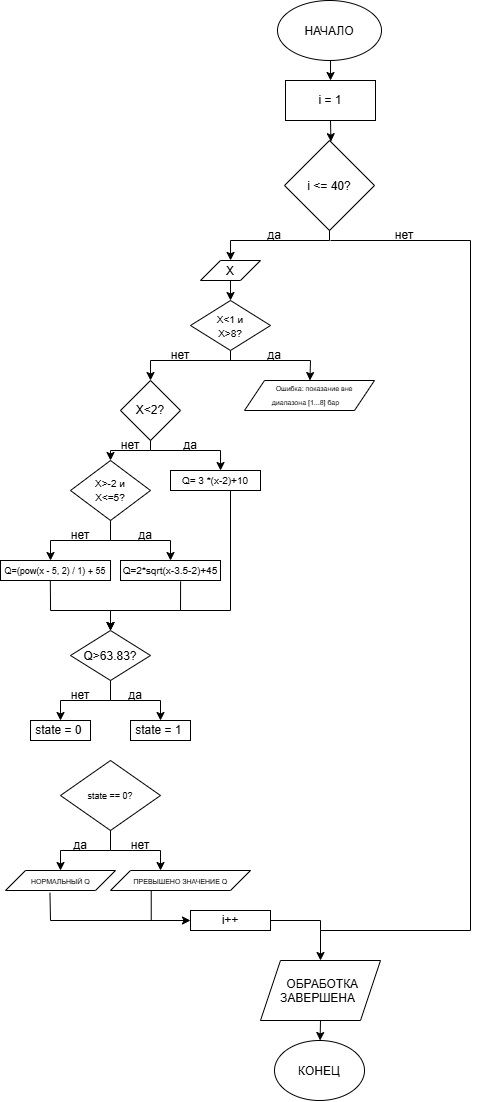 НАЧАЛО
i = 1
i <= 40?
да
нет
X
X<1 и
X>8?
нет
да
Ошибка: показание вне
диапазона [1...8] бар
X<2?
нет
да
X>-2 и
X<=5?
Q= 3 *(x-2)+10
нет
да
Q=(pow(x - 5, 2) / 1) + 55
Q=2*sqrt(x-3.5-2)+45
Q>63.83?
нет
да
state = 0
state = 1
state == 0?
да
нет
НОРМАЛЬНЫЙ Q
ПРЕВЫШЕНО ЗНАЧЕНИЕ Q
i++
ОБРАБОТКА
ЗАВЕРШЕНА
КОНЕЦ